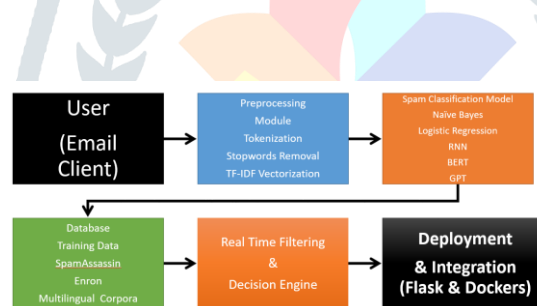 User
(Email
Client)
Preprocessing
Module
Tokenization
Stopwords Removal
TF-IDF Vectorization
Spam Classification Model
Naïve Bayes
Logistic Regression
RNN
BERT
GPT
Database
Training Data
SpamAssassin
Enron
Multilingual Corpora
Real Time Filtering
&
Decision Engine
Deployment
& Integration
(Flask & Dockers)